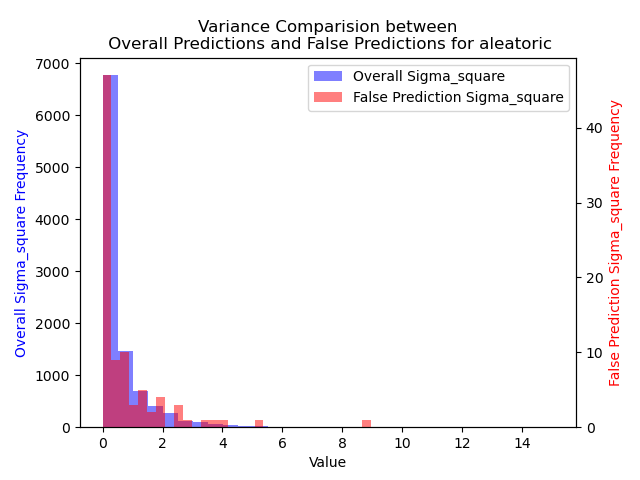 Variance Comparision between
Overall Predictions and False Predictions for aleatoric
Overall Sigma_square
False Prediction Sigma_square
Overall Sigma_square Frequency
7000
6000
5000
4000
3000
2000
1000
0
False Prediction Sigma_square Frequency
40
30
20
10
0
0 2 4 6 8 10 12 14
Value